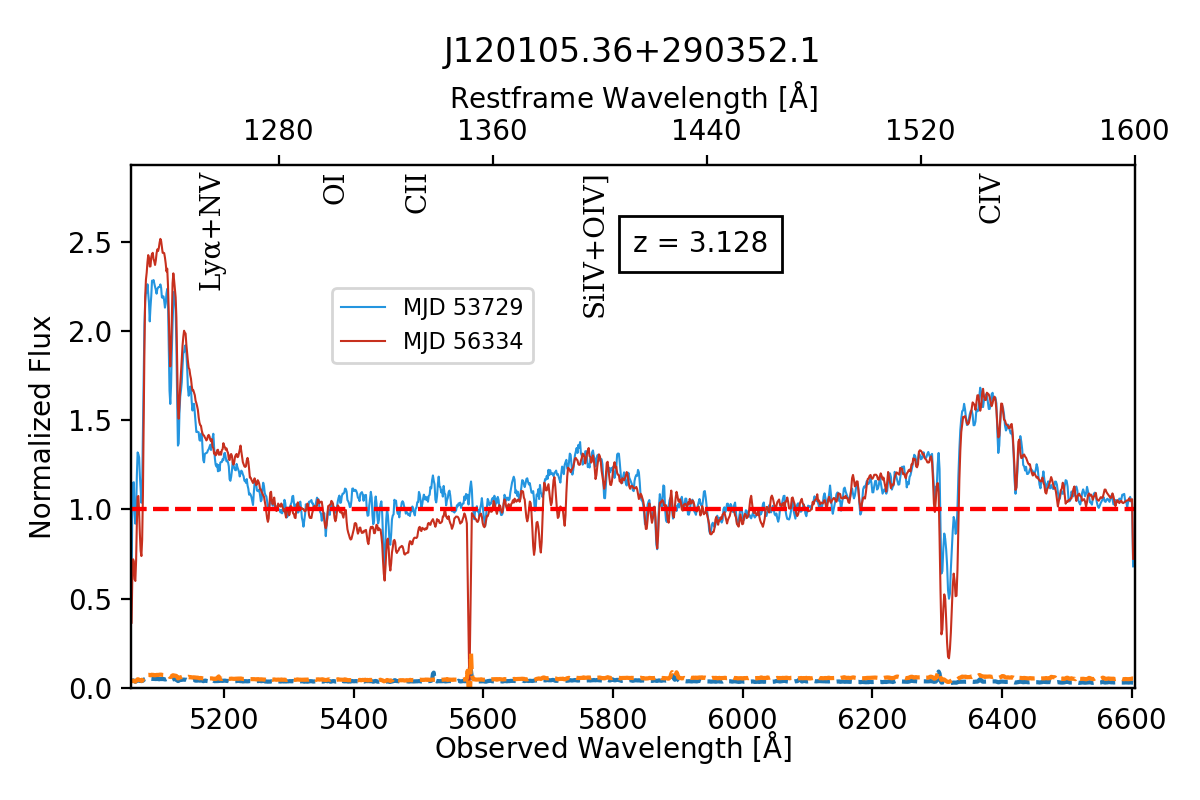 J120105.36+290352.1
Restframe Wavelength [Å]
1280 1360 1440 1520 1600
Lyα+NV
OI
CII
SiIV+OIV]
CIV
z = 3.128
MJD 53729
MJD 56334
Normalized Flux
2.5
2.0
1.5
1.0
0.5
0.0
5200 5400 5600 5800 6000 6200 6400 6600
Observed Wavelength [Å]